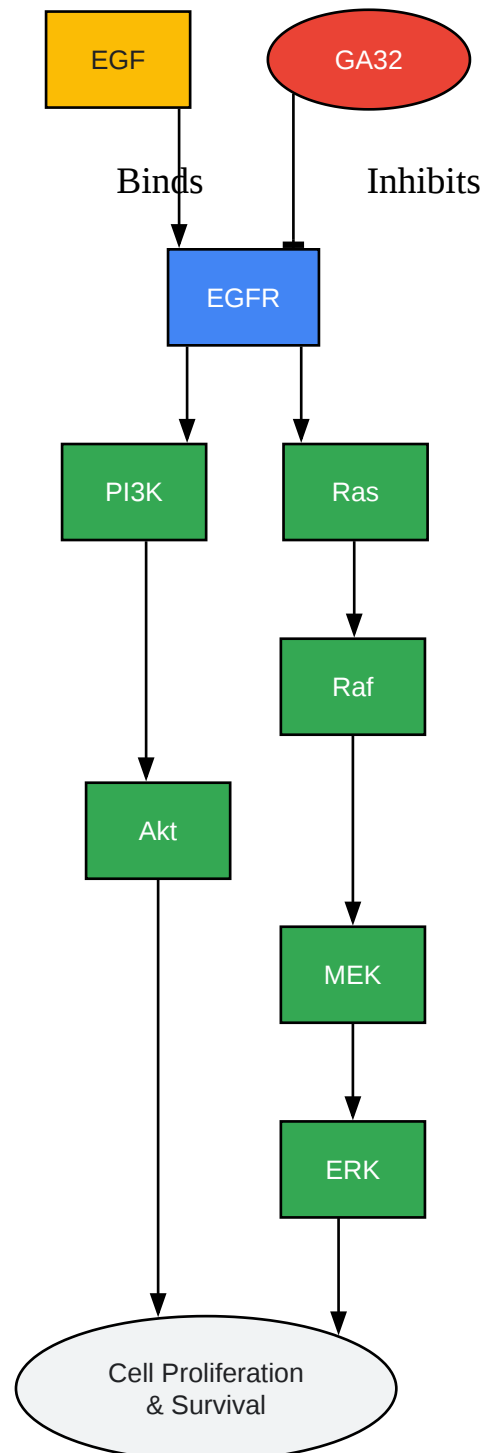 EGF
GA32
Binds
Inhibits
EGFR
PI3K
Ras
Raf
Akt
MEK
ERK
Cell Proliferation
& Survival